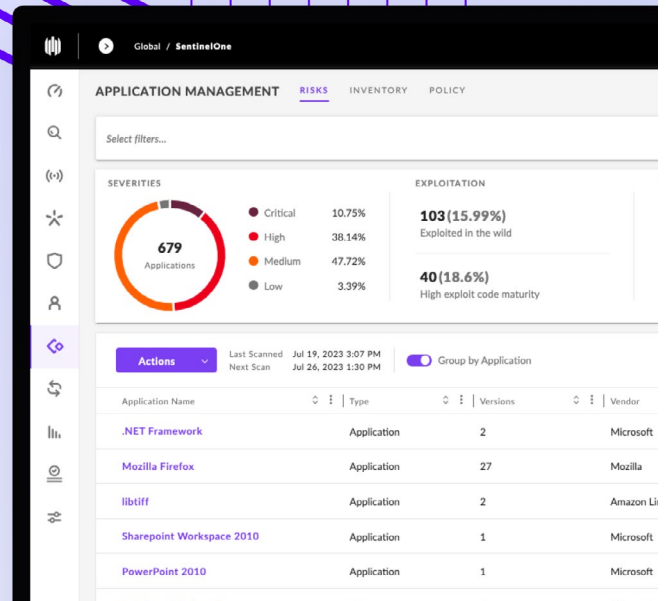 Global / SentinelOne
APPLICATION MANAGEMENT RISKS INVENTORY POLICY
Select filters...
SEVERITIES
679
Applications
Critical 10.75%
High 38.14%
Medium 47.72%
Low 3.39%
EXPLOITATION
103 (15.99%)
Exploited in the wild
40 (18.6%)
High exploit code maturity
Actions
Last Scanned Jul 19, 2023 3:07 PM
Next Scan Jul 26, 2023 1:30 PM
Group by Application
Application Name Type Versions Vendor
.NET Framework Application 2 Microsoft
Mozilla Firefox Application 27 Mozilla
libtiff Application 2 Amazon Li
Sharepoint Workspace 2010 Application 1 Microsoft
PowerPoint 2010 Application 1 Microsoft